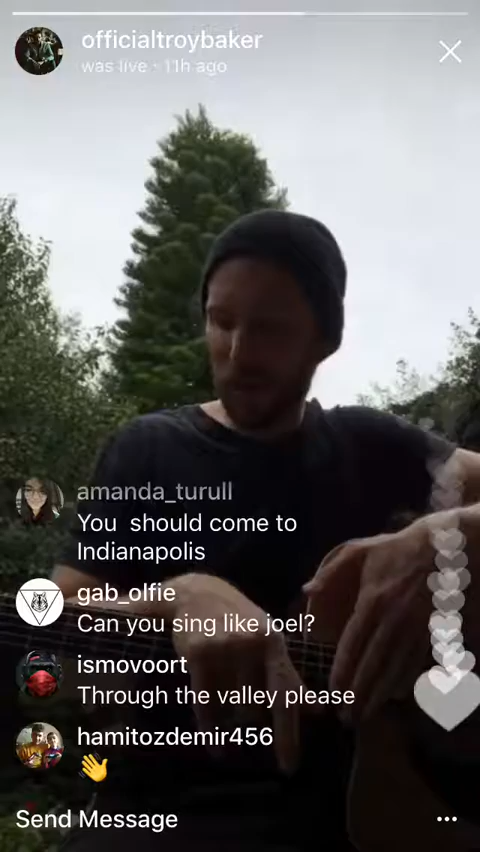 officialtroybaker
was live · 11h ago
amanda_turull
You should come to
Indianapolis
gab_olfie
Can you sing like joel?
ismovoort
Through the valley please
hamitozdemir456
👋
Send Message